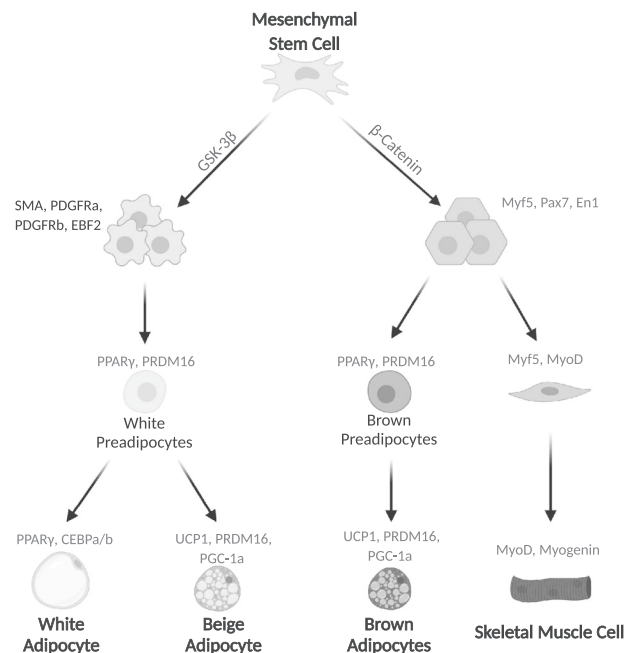 Mesenchymal
Stem Cell
GSK-3β
β-Catenin
SMA, PDGFRa,
PDGFRb, EBF2
Myf5, Pax7, En1
PPARγ, PRDM16
White
Preadipocytes
PPARγ, PRDM16
Brown
Preadipocytes
Myf5, MyoD
PPARγ, CEBPa/b
White
Adipocyte
UCP1, PRDM16,
PGC-1a
Beige
Adipocyte
UCP1, PRDM16,
PGC-1a
Brown
Adipocytes
MyoD, Myogenin
Skeletal Muscle Cell